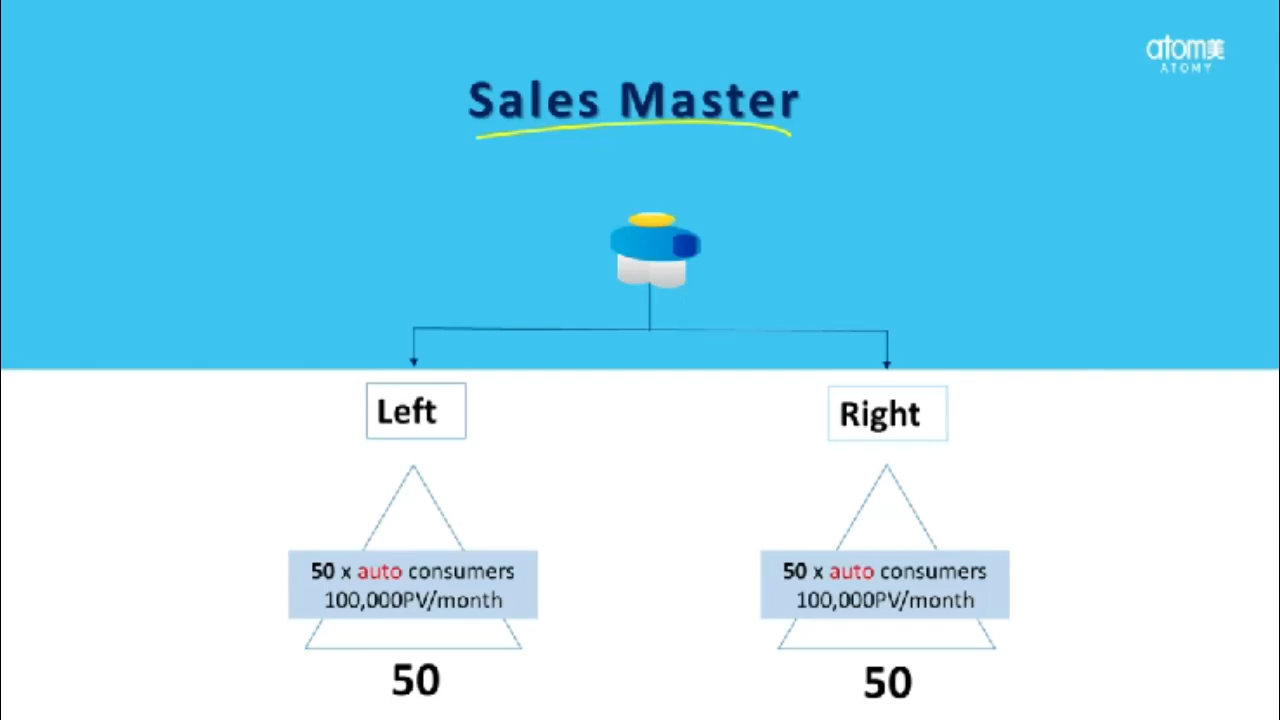 atom美
ATOMY
Sales Master
Left
Right
50 x auto consumers
100,000PV/month
50 x auto consumers
100,000PV/month
50
50